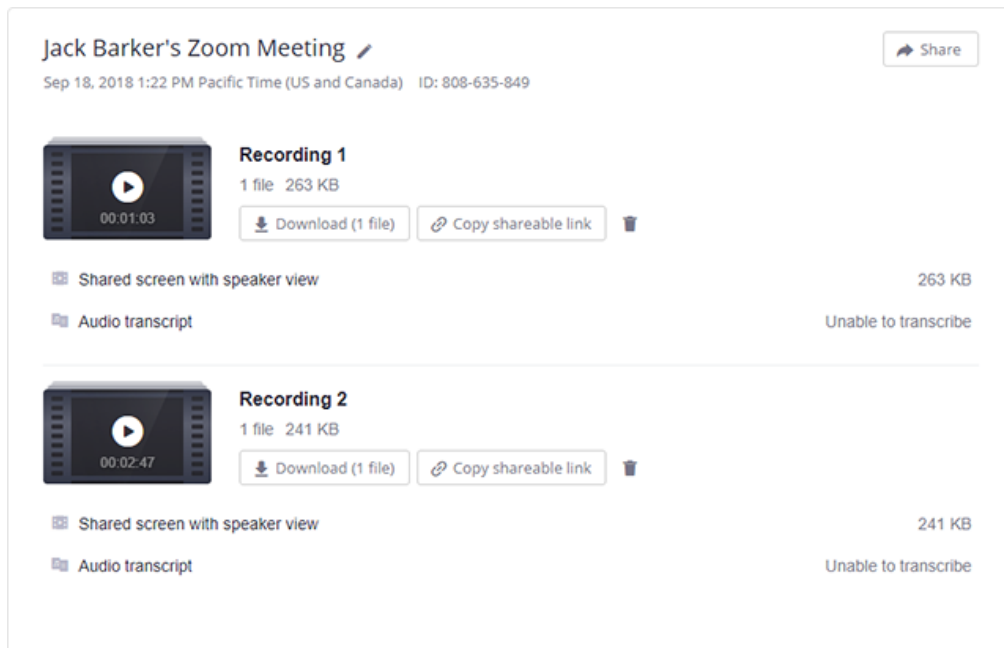 Jack Barker's Zoom Meeting
Share
Sep 18, 2018 1:22 PM Pacific Time (US and Canada) ID: 808-635-849
Recording 1
1 file 263 KB
00:01:03
Download (1 file) Copy shareable link
Shared screen with speaker view 263 KB
Audio transcript Unable to transcribe
Recording 2
1 file 241 KB
00:02:47
Download (1 file) Copy shareable link
Shared screen with speaker view 241 KB
Audio transcript Unable to transcribe